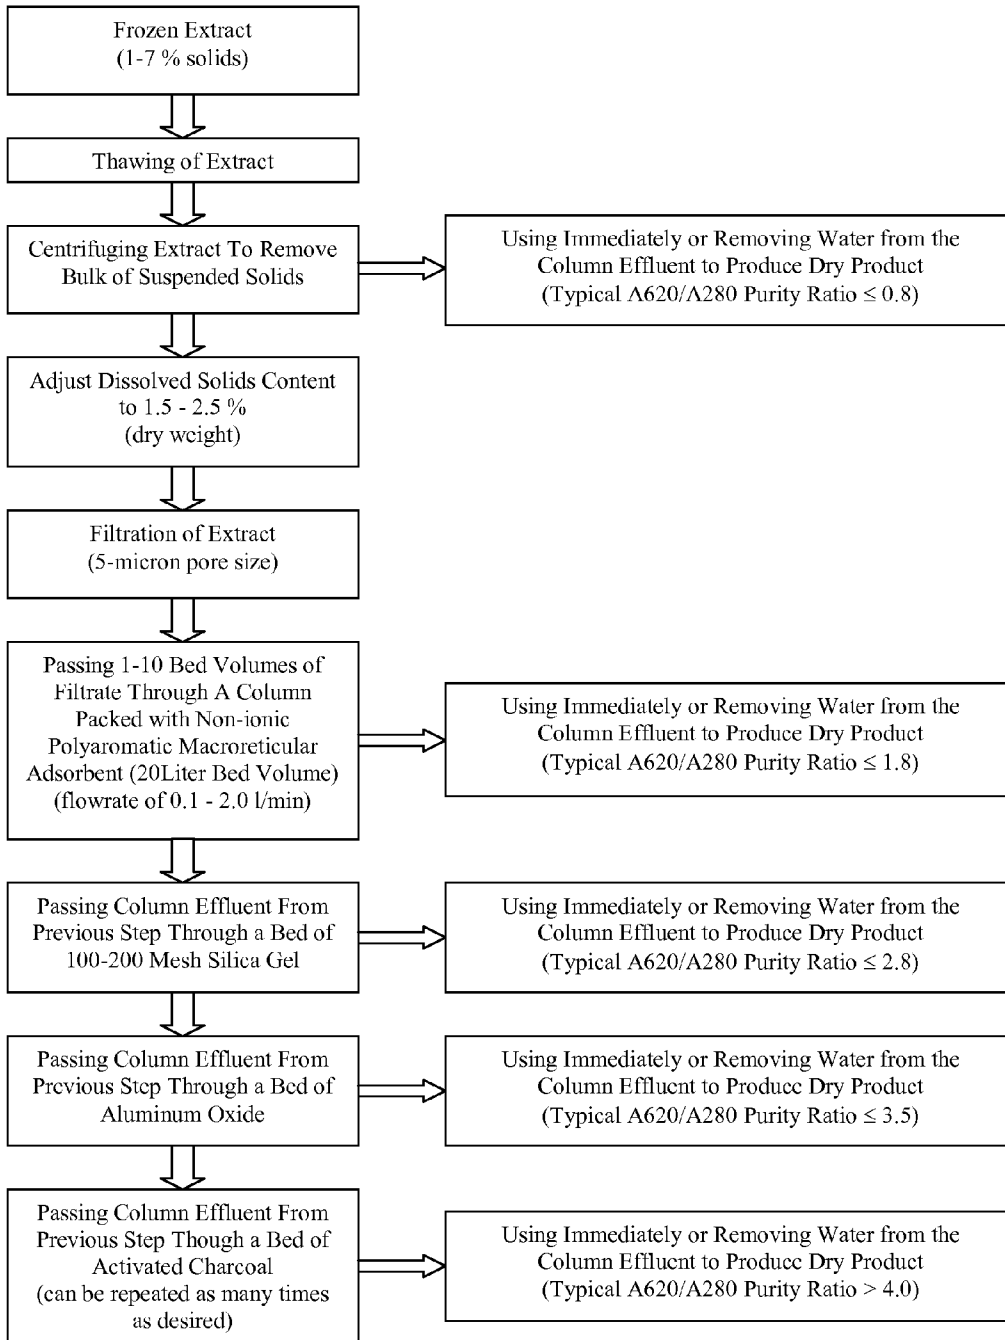 Frozen Extract
(1-7 % solids)
Thawing of Extract
Centrifuging Extract To Remove
Bulk of Suspended Solids
Using Immediately or Removing Water from the
Column Effluent to Produce Dry Product
(Typical A620/A280 Purity Ratio ≤ 0.8)
Adjust Dissolved Solids Content
to 1.5 - 2.5 %
(dry weight)
Filtration of Extract
(5-micron pore size)
Passing 1-10 Bed Volumes of
Filtrate Through A Column
Packed with Non-ionic
Polyaromatic Macroreticular
Adsorbent (20Liter Bed Volume)
(flowrate of 0.1 - 2.0 l/min)
Using Immediately or Removing Water from the
Column Effluent to Produce Dry Product
(Typical A620/A280 Purity Ratio ≤ 1.8)
Passing Column Effluent From
Previous Step Through a Bed of
100-200 Mesh Silica Gel
Using Immediately or Removing Water from the
Column Effluent to Produce Dry Product
(Typical A620/A280 Purity Ratio ≤ 2.8)
Passing Column Effluent From
Previous Step Through a Bed of
Aluminum Oxide
Using Immediately or Removing Water from the
Column Effluent to Produce Dry Product
(Typical A620/A280 Purity Ratio ≤ 3.5)
Passing Column Effluent From
Previous Step Though a Bed of
Activated Charcoal
(can be repeated as many times
as desired)
Using Immediately or Removing Water from the
Column Effluent to Produce Dry Product
(Typical A620/A280 Purity Ratio > 4.0)